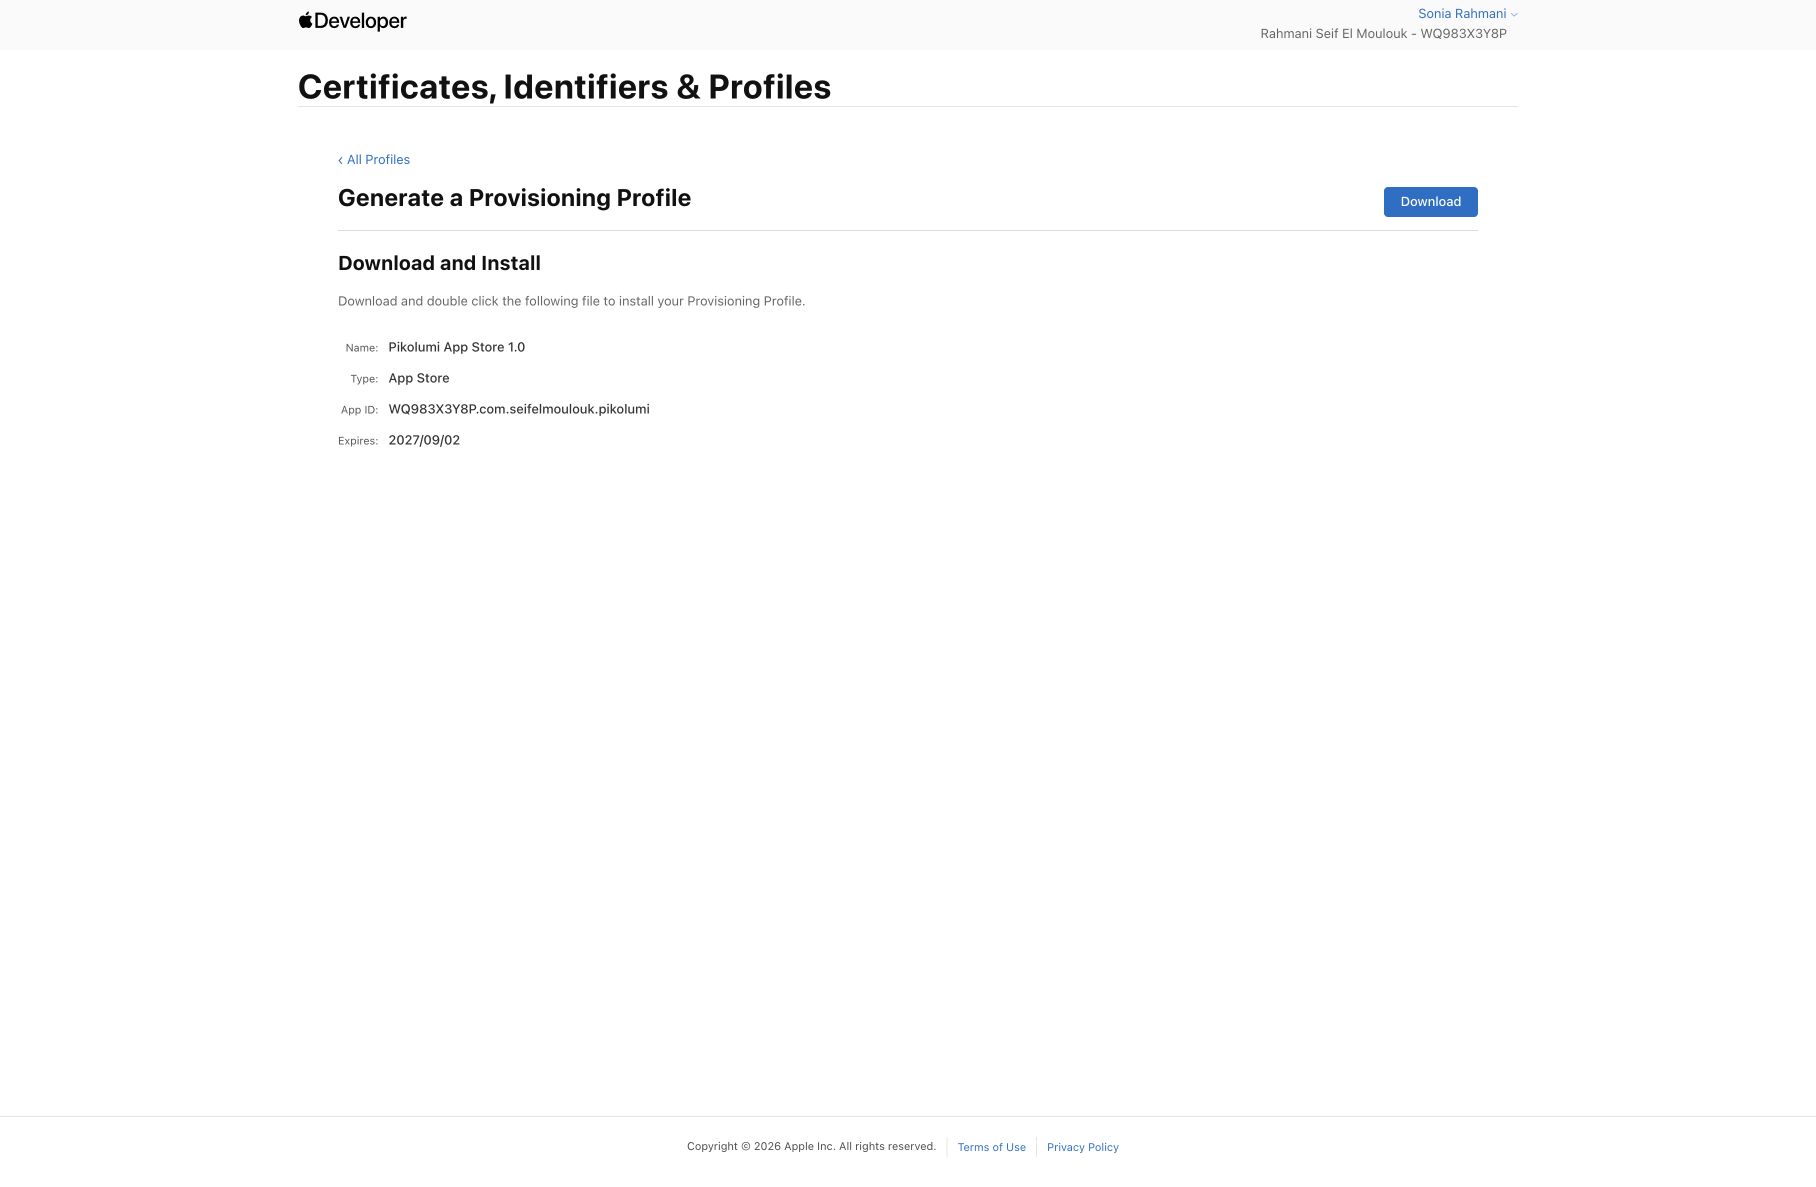 Developer
Sonia Rahmani
Rahmani Seif El Moulouk - WQ983X3Y8P
Certificates, Identifiers & Profiles
‹ All Profiles
Generate a Provisioning Profile
Download
Download and Install
Download and double click the following file to install your Provisioning Profile.
Name: Pikolumi App Store 1.0
Type: App Store
App ID: WQ983X3Y8P.com.seifelmoulouk.pikolumi
Expires: 2027/09/02
Copyright © 2026 Apple Inc. All rights reserved. Terms of Use Privacy Policy